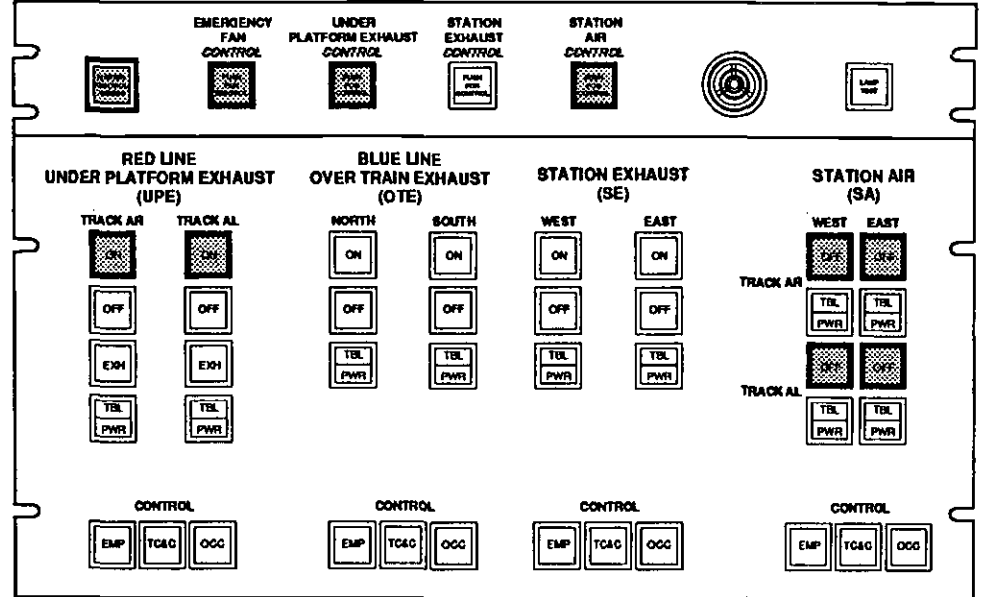 EMERGENCY FAN CONTROL
UNDER PLATFORM EXHAUST CONTROL
STATION EXHAUST CONTROL
STATION AIR CONTROL
PUSH FOR CONTROL
LAMP TEST
RED LINE
UNDER PLATFORM EXHAUST
(UPE)
TRACK AR TRACK AL
ON ON
OFF OFF
EXH EXH
TBL TBL
PWR PWR
CONTROL
EMP TC&C OCC
BLUE LINE
OVER TRAIN EXHAUST
(OTE)
NORTH SOUTH
ON ON
OFF OFF
TBL TBL
PWR PWR
CONTROL
EMP TC&C OCC
STATION EXHAUST
(SE)
WEST EAST
ON ON
OFF OFF
TBL TBL
PWR PWR
CONTROL
EMP TC&C OCC
STATION AIR
(SA)
WEST EAST
OFF OFF
TRACK AR
TBL TBL
PWR PWR
OFF OFF
TRACK AL
TBL TBL
PWR PWR
CONTROL
EMP TC&C OCC